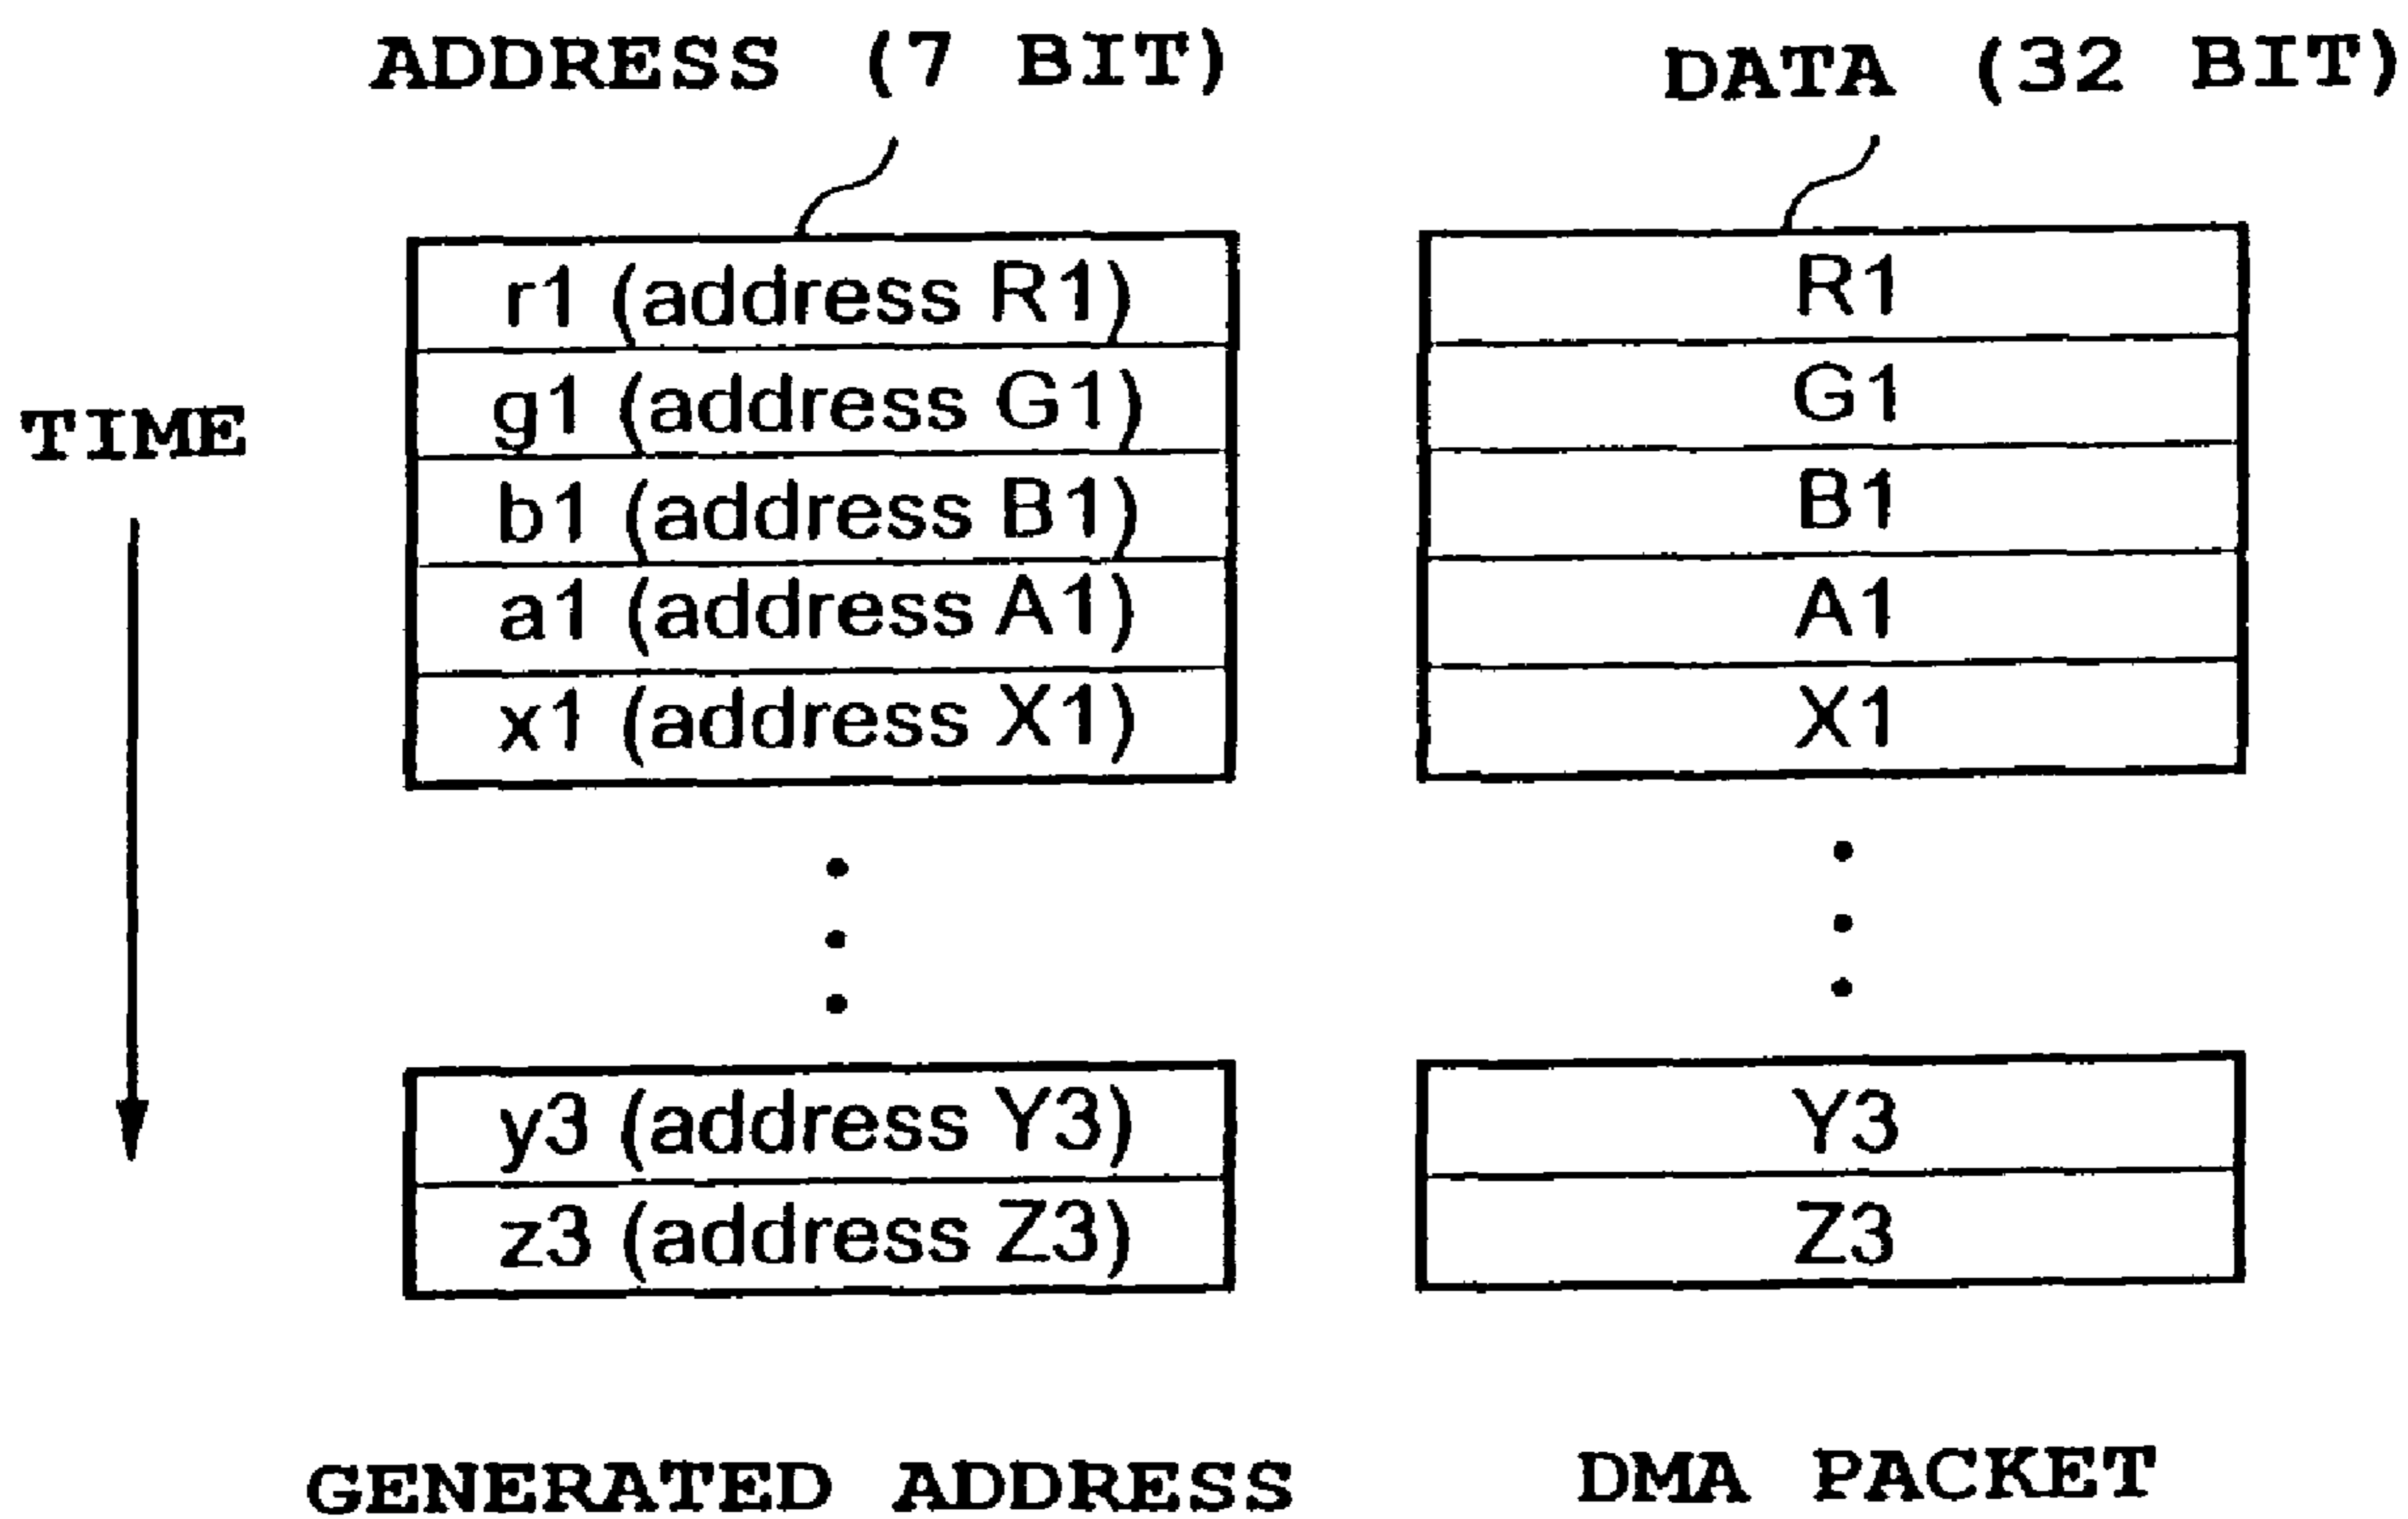 ADDRESS (7 BIT)
DATA (32 BIT)
TIME
r1 (address R1)
g1 (address G1)
b1 (address B1)
a1 (address A1)
x1 (address X1)
y3 (address Y3)
z3 (address Z3)
R1
G1
B1
A1
X1
Y3
Z3
GENERATED ADDRESS
DMA PACKET